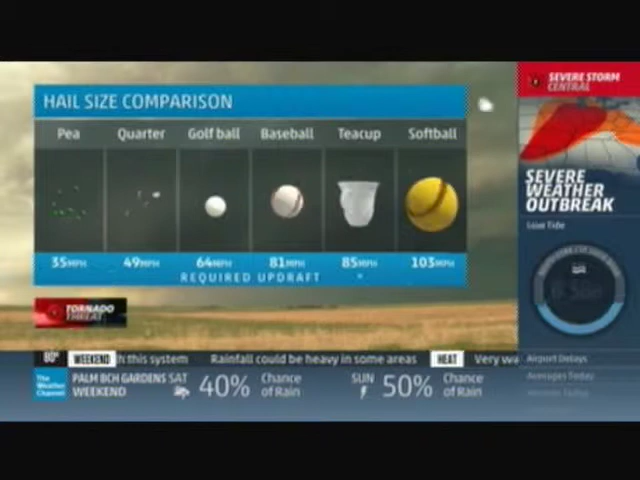 HAIL SIZE COMPARISON
Pea Quarter Golf ball Baseball Teacup Softball
35MPH 49MPH 64MPH 81MPH 85MPH 103MPH
REQUIRED UPDRAFT
TORNADO
THREAT
SEVERE STORM
CENTRAL
SEVERE
WEATHER
OUTBREAK
80°
WEEKEND h this system Rainfall could be heavy in some areas HEAT Very wa
The
Weather
Channel
PALM BCH GARDENS SAT
WEEKEND
40% Chance
of Rain
SUN 50% Chance
of Rain
Airport Delays
Averages Today